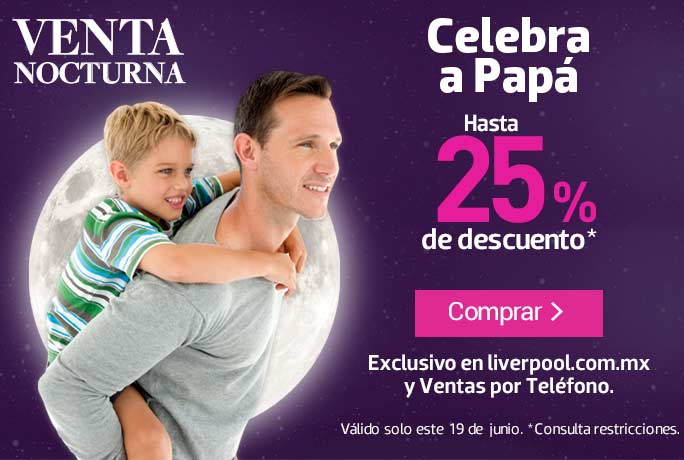 VENTA
NOCTURNA
Celebra
a Papá
Hasta
25%
de descuento*
Comprar >
Exclusivo en liverpool.com.mx
y Ventas por Teléfono.
Válido solo este 19 de junio. *Consulta restricciones.